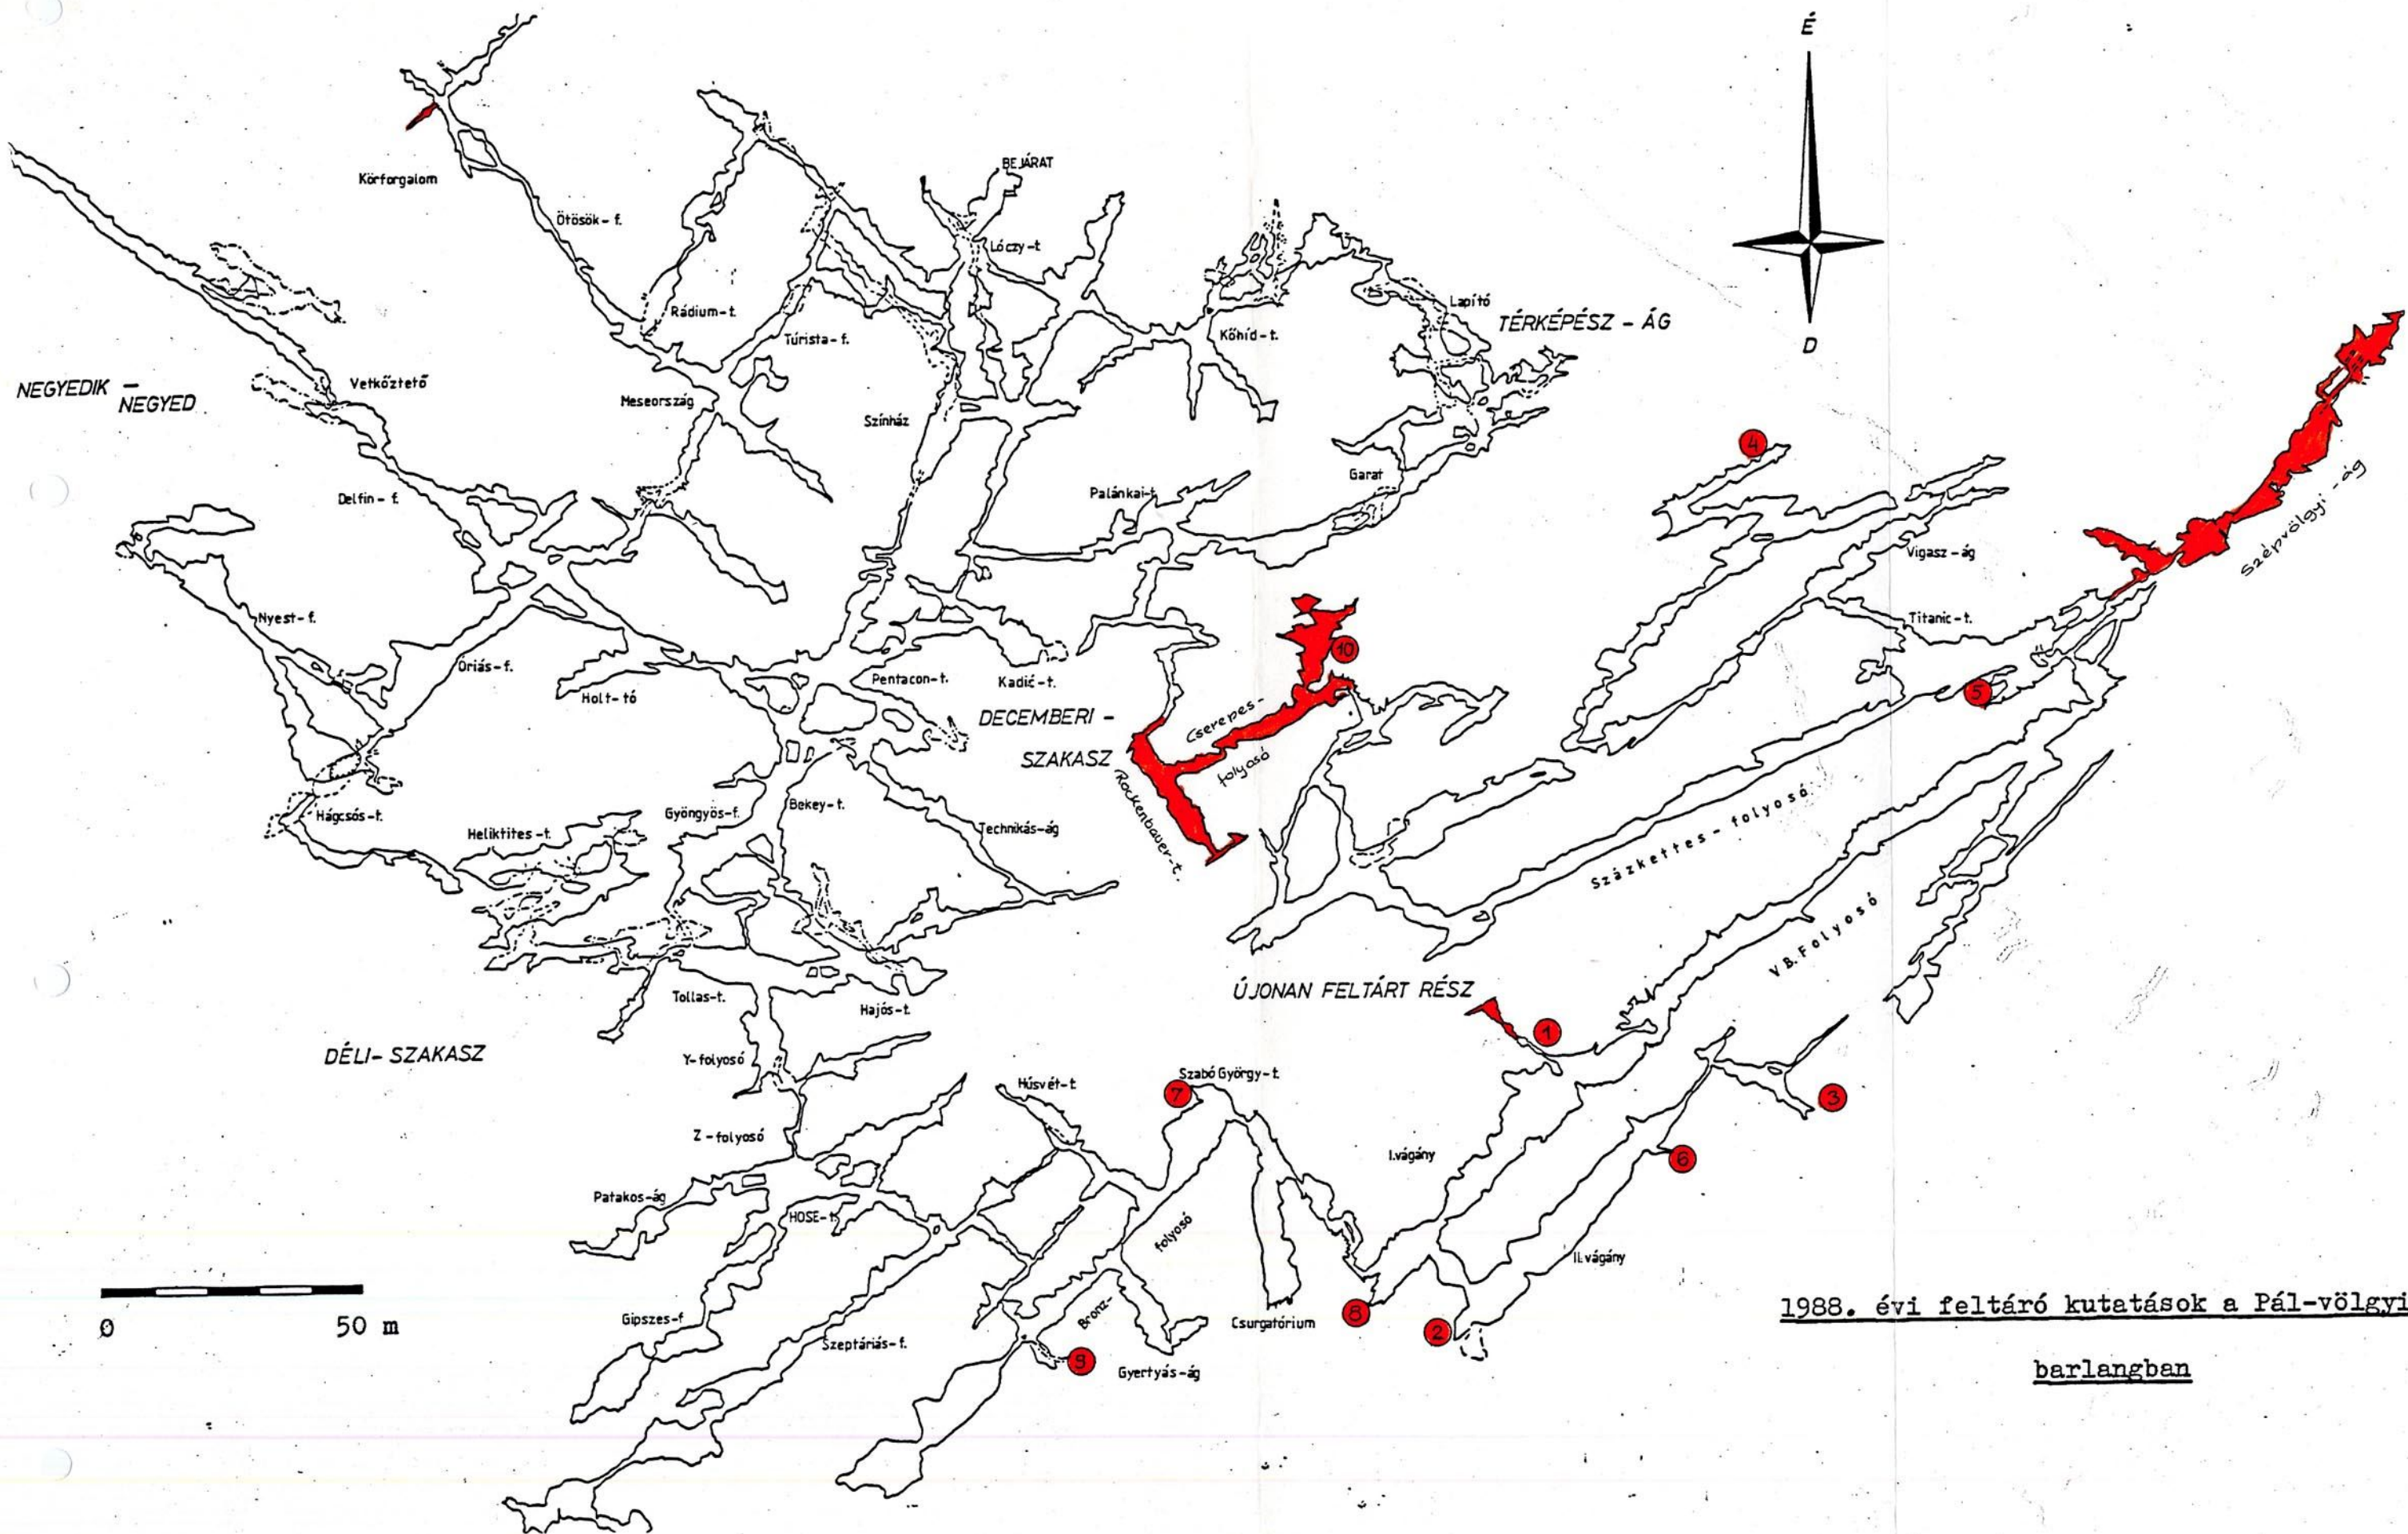 É
BEJÁRAT
Körforgalom
Ötösök-f.
Lóczy-t
Rádium-t.
Lapító
TÉRKÉPÉSZ - ÁG
Túrista-f.
Kőhíd-t.
D
NEGYEDIK -
NEGYED
Vetkőztető
Meseország
Színház
4
Garat
Delfin-f.
Palánkai-t
Szépvölgyi-ág
Vigasz-ág
Nyest-f.
Titanic-t.
10
Óriás-f.
Holt-tó
Pentacon-t.
Kadić-t.
5
DECEMBERI -
SZAKASZ
Cserepes-
folyosó
Rockenbauer-t.
Hágcsós-t.
Heliktites-t.
Gyöngyös-f.
Bekey-t.
Technikás-ág
Százkettes-folyosó
V.B.Folyosó
ÚJONAN FELTÁRT RÉSZ
Tollas-t.
Hajós-t.
1
DÉLI-SZAKASZ
Y-folyosó
Húsvét-t
Szabó György-t.
7
3
Z-folyosó
I.vágány
6
Patakos-ág
HOSE-t.
Bronz-
folyosó
II.vágány
0 50 m
Gipszes-f
Szeptáriás-f.
Csurgatórium
8
2
9
Gyertyás-ág
1988. évi feltáró kutatások a Pál-völgyi
barlangban